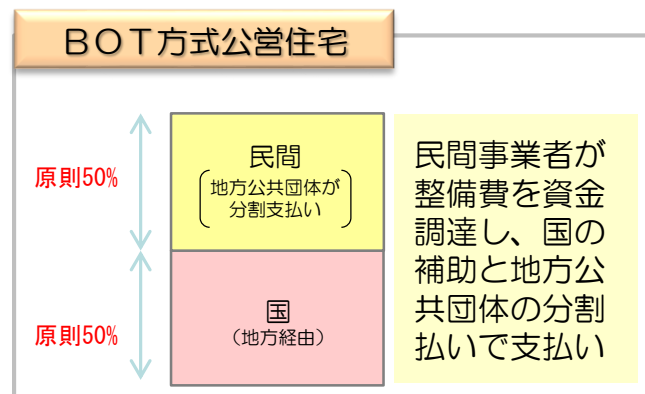 BOT方式公営住宅
原則50%
民間
地方公共団体が
分割支払い
民間事業者が
整備費を資金
調達し、国の
補助と地方公
共団体の分割
払いで支払い
原則50%
国
（地方経由）